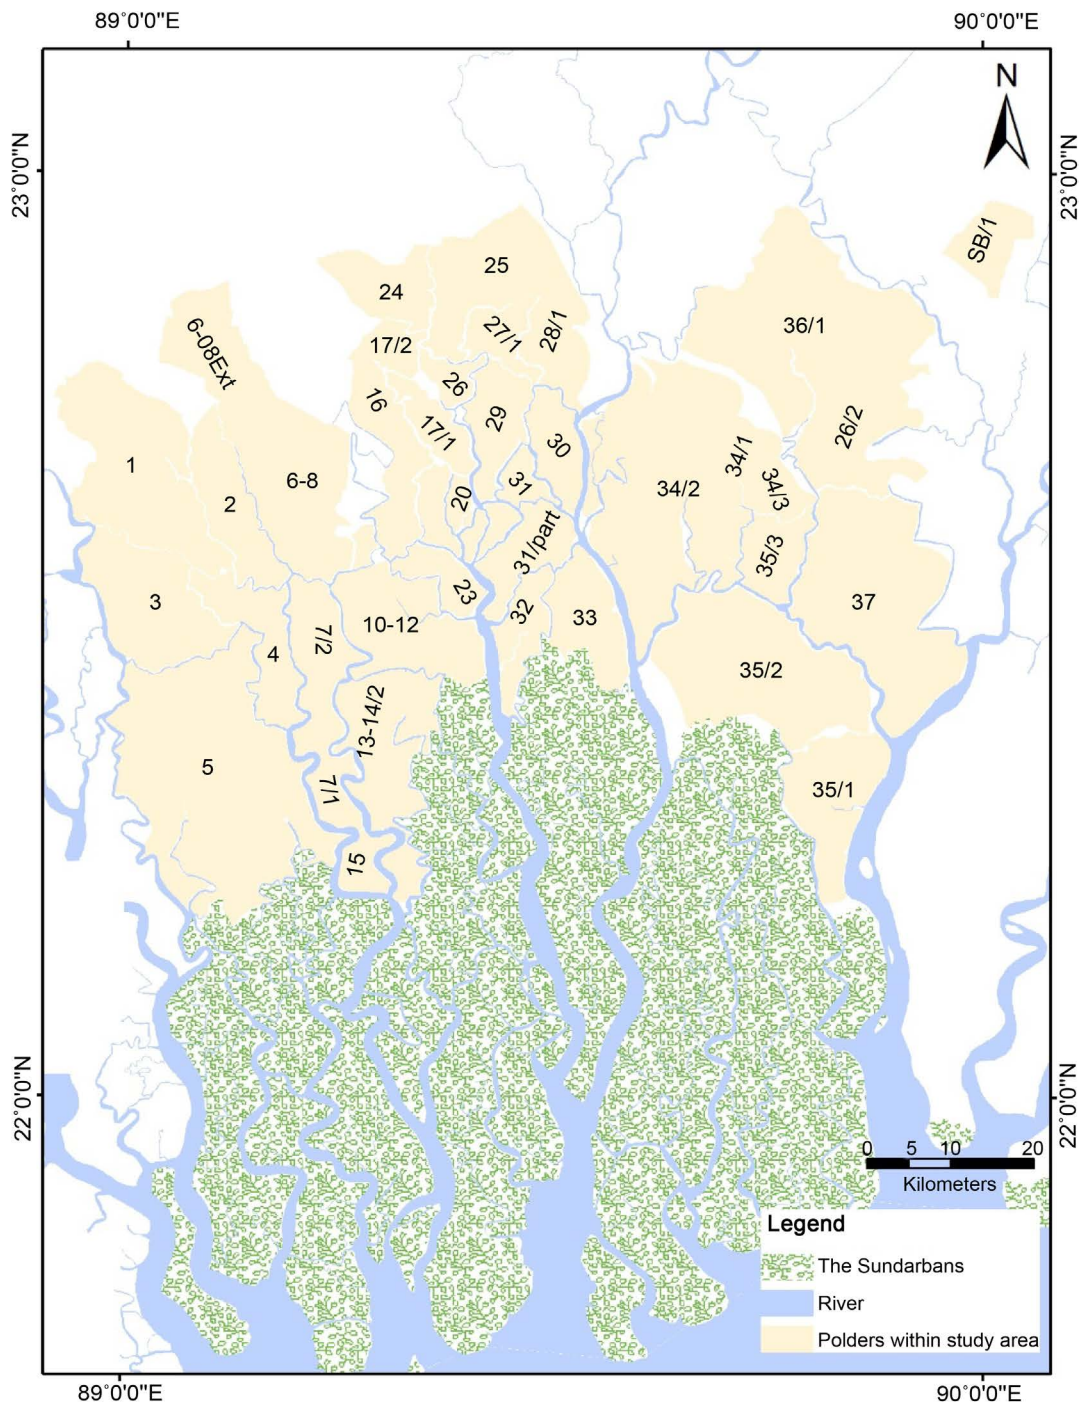 89°0'0"E
90°0'0"E
N
23°0'0"N
23°0'0"N
SB/1
25
24
36/1
28/1
27/1
6-08Ext
17/2
26
16
29
26/2
17/1
30
34/1
1
6-8
31
34/3
34/2
20
2
31/part
35/3
23
3
37
32
33
10-12
7/2
4
35/2
13-14/2
5
7/1
35/1
15
22°0'0"N
22°0'0"N
0 5 10 20
Kilometers
Legend
The Sundarbans
River
Polders within study area
89°0'0"E
90°0'0"E